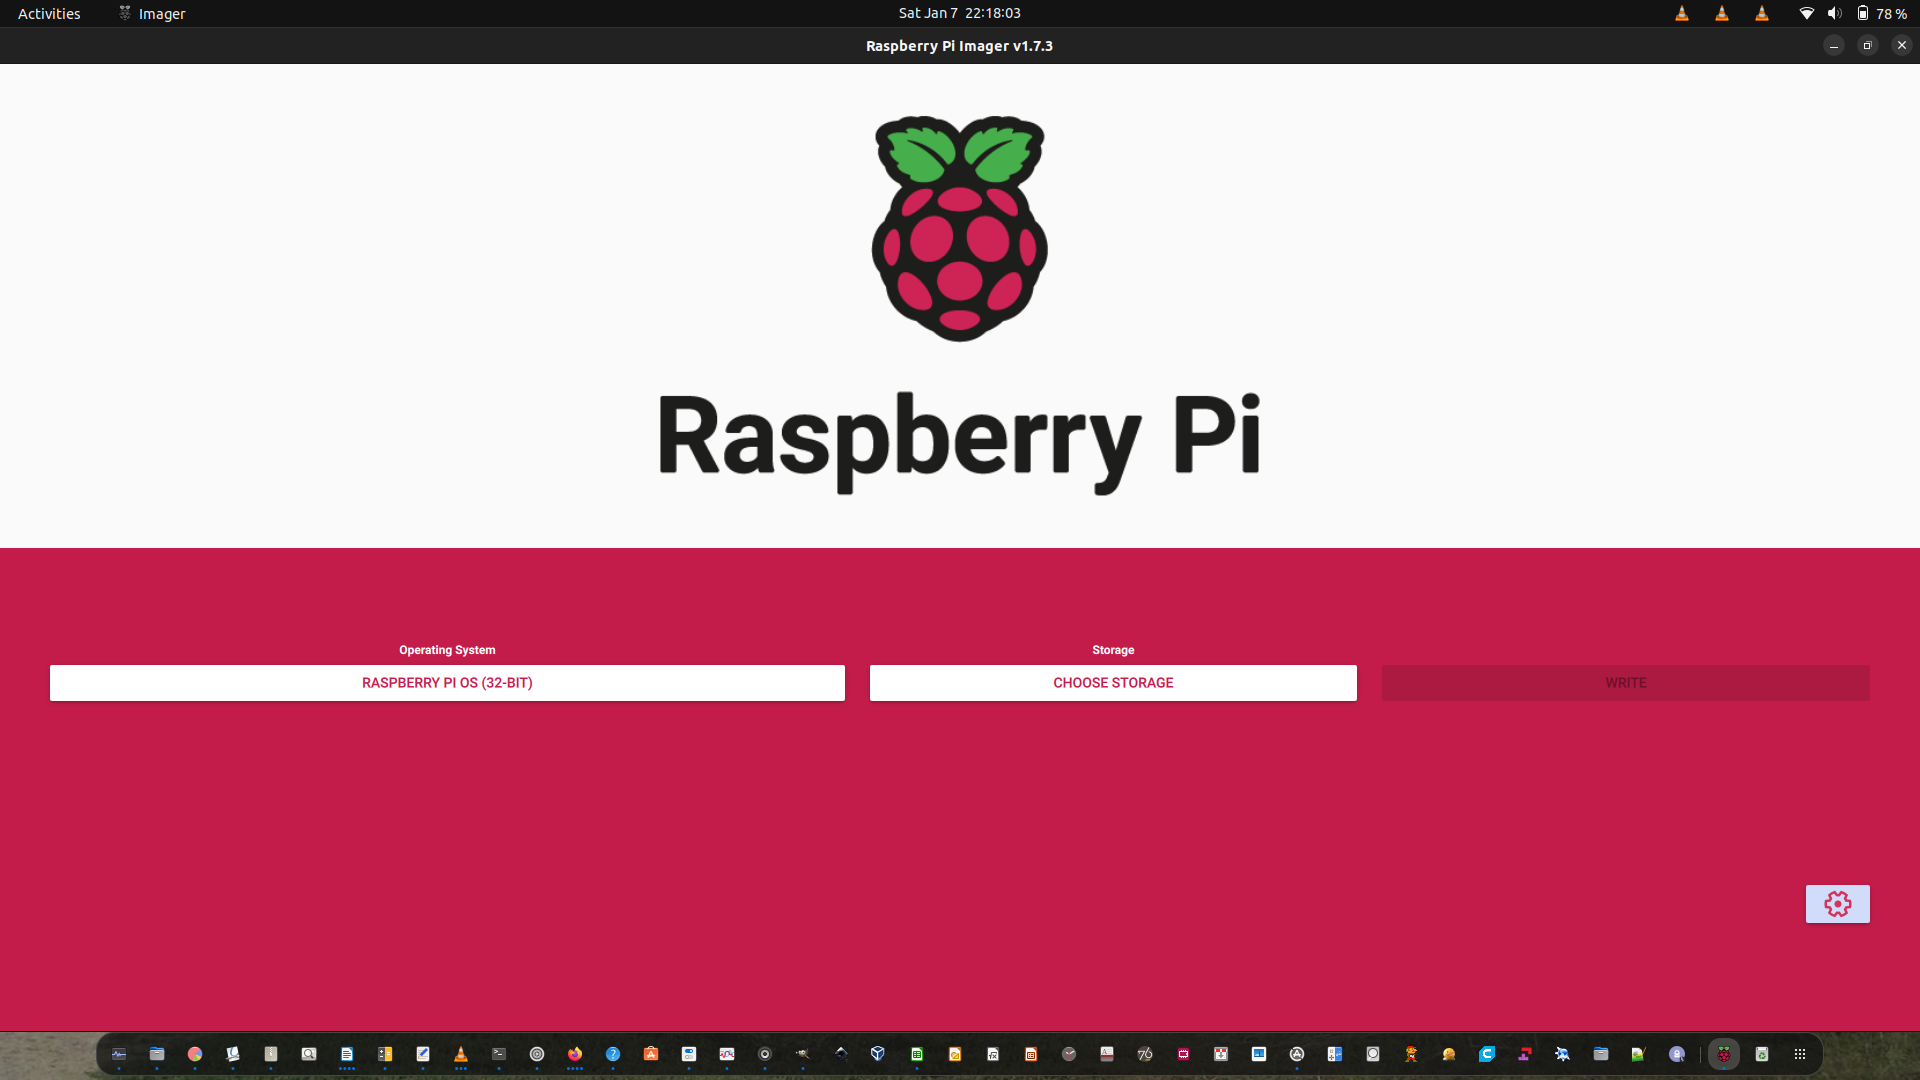 Activities
Imager
Sat Jan 7 22:18:03
78 %
Raspberry Pi Imager v1.7.3
Raspberry Pi
Operating System
Storage
RASPBERRY PI OS (32-BIT)
CHOOSE STORAGE
WRITE
76